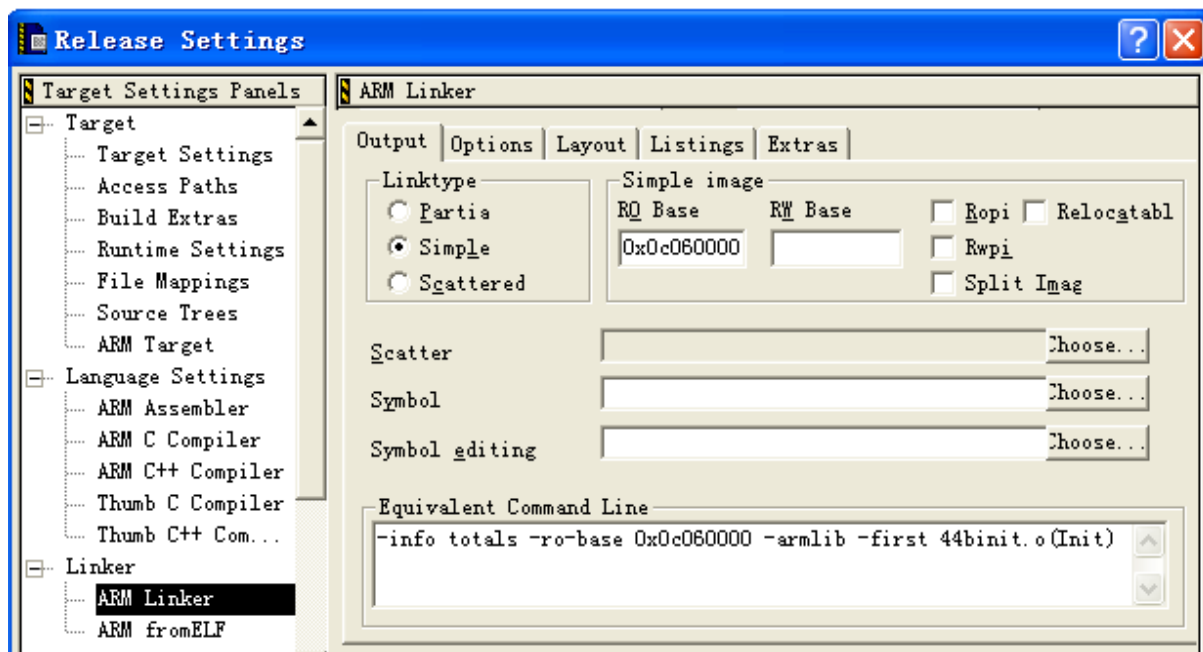 Release Settings
Target Settings Panels
Target
Target Settings
Access Paths
Build Extras
Runtime Settings
File Mappings
Source Trees
ARM Target
Language Settings
ARM Assembler
ARM C Compiler
ARM C++ Compiler
Thumb C Compiler
Thumb C++ Com...
Linker
ARM Linker
ARM fromELF
ARM Linker
Output Options Layout Listings Extras
Linktype
Partia
Simple
Scattered
Simple image
RO Base RW Base
0x0c060000
Ropi Relocatabl
Rwpi
Split Imag
Scatter Choose...
Symbol Choose...
Symbol editing Choose...
Equivalent Command Line
-info totals -ro-base 0x0c060000 -armlib -first 44binit.o(Init)